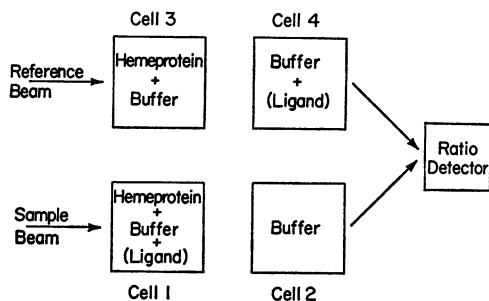 Cell 3
Cell 4
Reference
Beam
Hemeprotein
+
Buffer
Buffer
+
(Ligand)
Ratio
Detector
Sample
Beam
Hemeprotein
+
Buffer
+
(Ligand)
Buffer
Cell 1
Cell 2